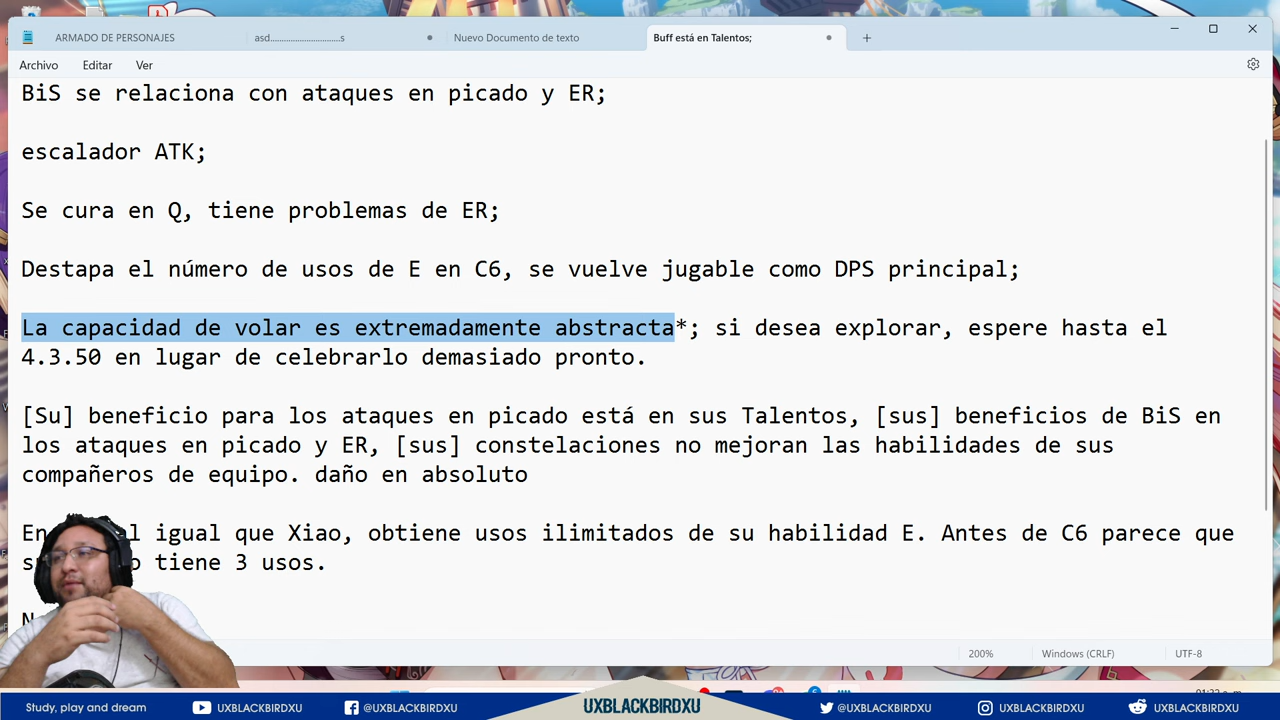 ARMADO DE PERSONAJES
asd..............................s
Nuevo Documento de texto
Buff está en Talentos;
Archivo
Editar
Ver
BiS se relaciona con ataques en picado y ER;
escalador ATK;
Se cura en Q, tiene problemas de ER;
Destapa el número de usos de E en C6, se vuelve jugable como DPS principal;
La capacidad de volar es extremadamente abstracta*; si desea explorar, espere hasta el
4.3.50 en lugar de celebrarlo demasiado pronto.
[Su] beneficio para los ataques en picado está en sus Talentos, [sus] beneficios de BiS en
los ataques en picado y ER, [sus] constelaciones no mejoran las habilidades de sus
compañeros de equipo. daño en absoluto
igual que Xiao, obtiene usos ilimitados de su habilidad E. Antes de C6 parece que
tiene 3 usos.
200%
Windows (CRLF)
UTF-8
Study, play and dream
UXBLACKBIRDXU
@UXBLACKBIRDXU
UXBLACKBIRDXU
@UXBLACKBIRDXU
UXBLACKBIRDXU
UXBLACKBIRDXU